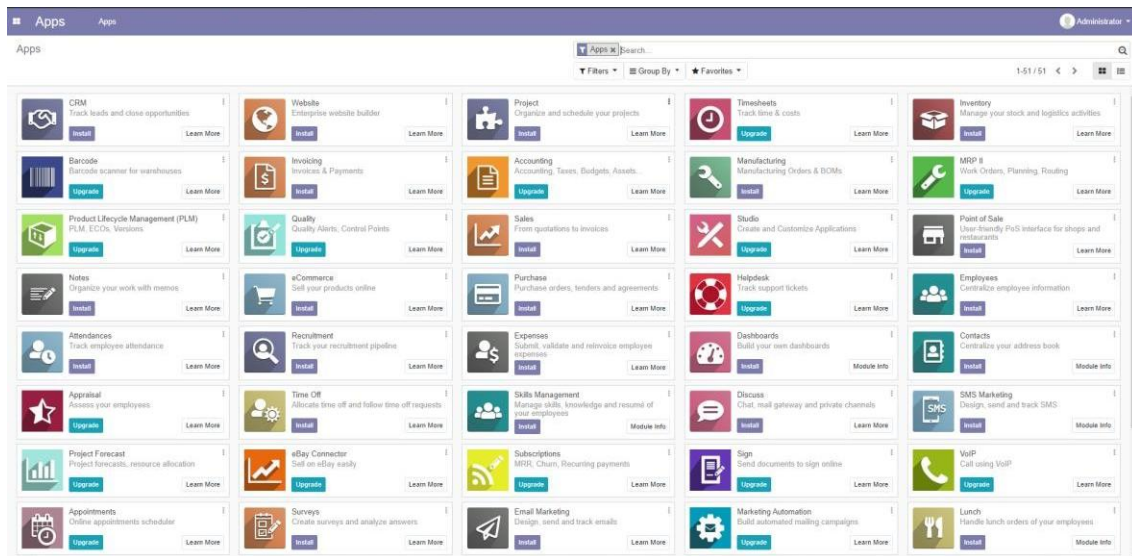 Apps Apps Administrator
Apps
Apps x Search...
Filters Group By Favorites 1-51 / 51
CRM
Track leads and close opportunities
Install Learn More
Website
Enterprise website builder
Install Learn More
Project
Organize and schedule your projects
Install Learn More
Timesheets
Track time & costs
Upgrade Learn More
Inventory
Manage your stock and logistics activities
Install Learn More
Barcode
Barcode scanner for warehouses
Upgrade Learn More
Invoicing
Invoices & Payments
Install Learn More
Accounting
Accounting, Taxes, Budgets, Assets...
Upgrade Learn More
Manufacturing
Manufacturing Orders & BOMs
Install Learn More
MRP II
Work Orders, Planning, Routing
Upgrade Learn More
Product Lifecycle Management (PLM)
PLM, ECOs, Versions
Upgrade Learn More
Quality
Quality Alerts, Control Points
Upgrade Learn More
Sales
From quotations to invoices
Install Learn More
Studio
Create and Customize Applications
Upgrade Learn More
Point of Sale
User-friendly PoS interface for shops and
restaurants
Install Learn More
Notes
Organize your work with memos
Install Learn More
eCommerce
Sell your products online
Install Learn More
Purchase
Purchase orders, tenders and agreements
Install Learn More
Helpdesk
Track support tickets
Upgrade Learn More
Employees
Centralize employee information
Install Learn More
Attendances
Track employee attendance
Install Learn More
Recruitment
Track your recruitment pipeline
Install Learn More
Expenses
Submit, validate and reinvoice employee
expenses
Install Learn More
Dashboards
Build your own dashboards
Install Module Info
Contacts
Centralize your address book
Install Module Info
Appraisal
Assess your employees
Upgrade Learn More
Time Off
Allocate time off and follow time off requests
Install Learn More
Skills Management
Manage skills, knowledge and resumé of
your employees
Install Module Info
Discuss
Chat, mail gateway and private channels
Install Learn More
SMS
SMS Marketing
Design, send and track SMS
Install Module Info
Project Forecast
Project forecasts, resource allocation
Upgrade Learn More
eBay Connector
Sell on eBay easily
Upgrade Learn More
Subscriptions
MRR, Churn, Recurring payments
Upgrade Learn More
Sign
Send documents to sign online
Upgrade Learn More
VoIP
Call using VoIP
Upgrade Learn More
Appointments
Online appointments scheduler
Upgrade Learn More
Surveys
Create surveys and analyze answers
Install Learn More
Email Marketing
Design, send and track emails
Install Learn More
Marketing Automation
Build automated mailing campaigns
Upgrade Learn More
Lunch
Handle lunch orders of your employees
Install Module Info